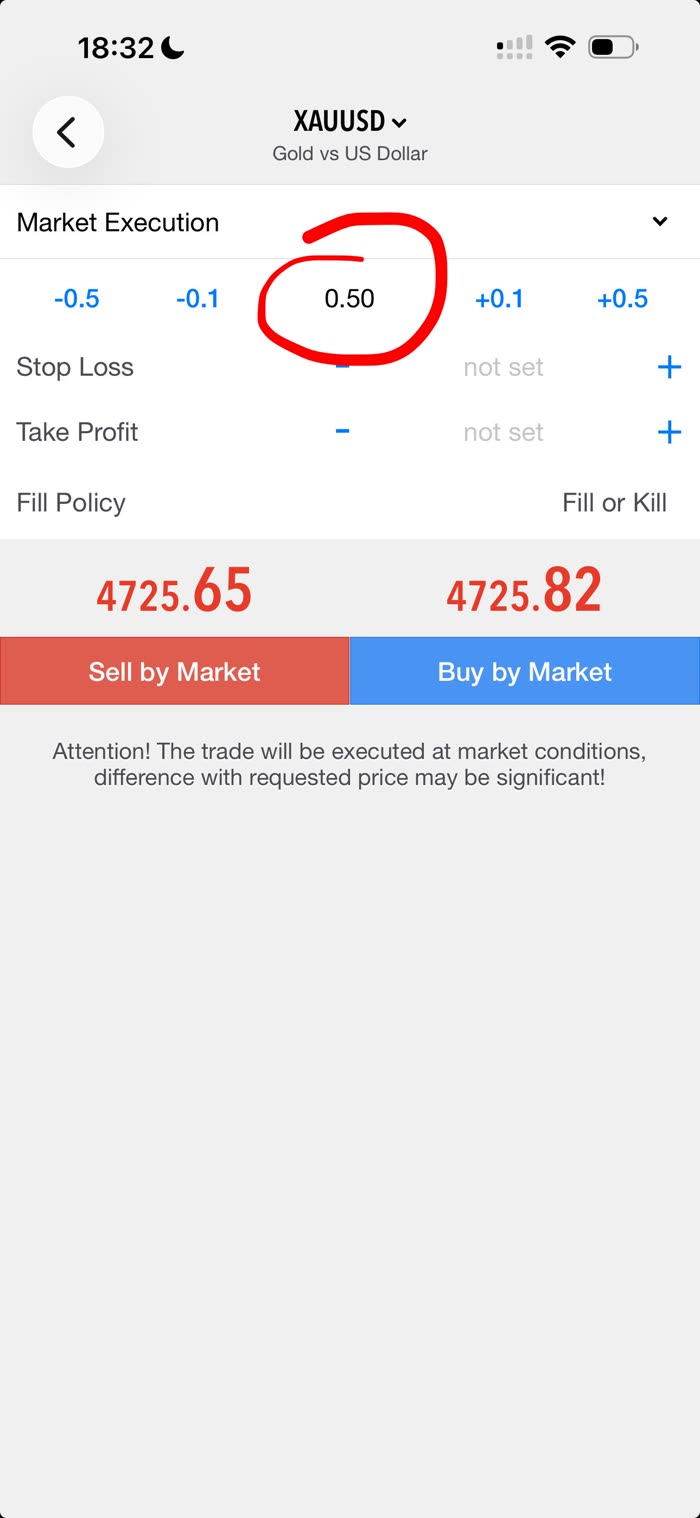 18:32
XAUUSD
Gold vs US Dollar
Market Execution
-0.5 -0.1 0.50 +0.1 +0.5
Stop Loss - not set +
Take Profit - not set +
Fill Policy Fill or Kill
4725.65 4725.82
Sell by Market Buy by Market
Attention! The trade will be executed at market conditions,
difference with requested price may be significant!